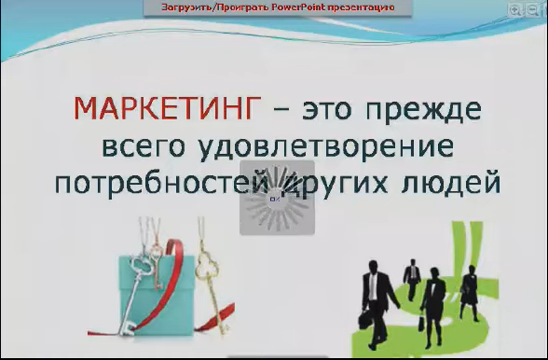 Загрузить/Проиграть PowerPoint презентацию
МАРКЕТИНГ – это прежде
всего удовлетворение
потребностей других людей